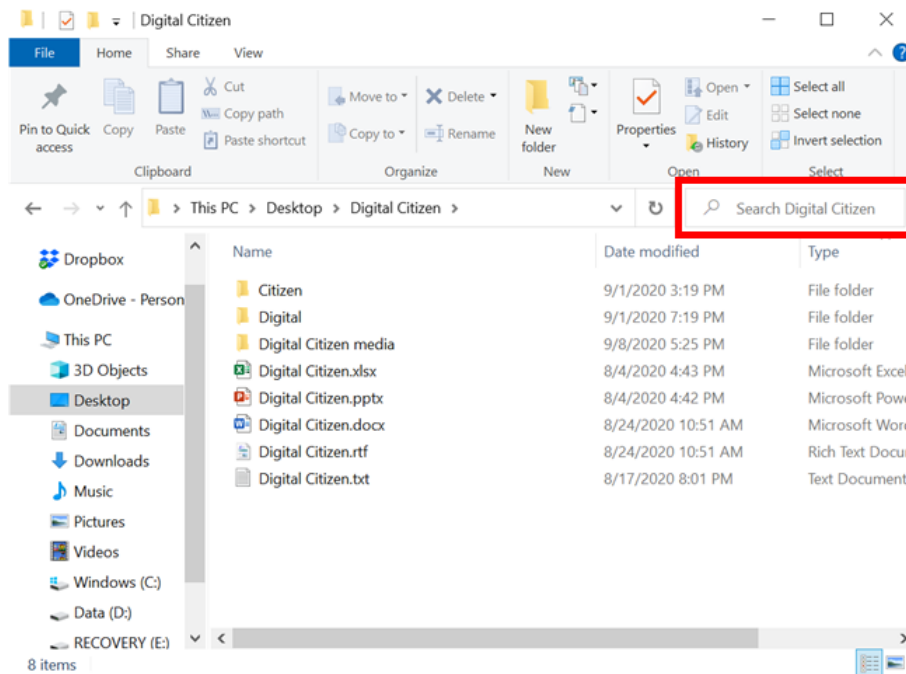 Digital Citizen
File Home Share View
Pin to Quick access
Copy
Paste
Cut
Copy path
Paste shortcut
Clipboard
Move to
Copy to
Delete
Rename
Organize
New folder
New
Properties
Open
Edit
History
Open
Select all
Select none
Invert selection
Select
This PC > Desktop > Digital Citizen >
Search Digital Citizen
Dropbox
OneDrive - Person
This PC
3D Objects
Desktop
Documents
Downloads
Music
Pictures
Videos
Windows (C:)
Data (D:)
RECOVERY (E:)
Name Date modified Type
Citizen 9/1/2020 3:19 PM File folder
Digital 9/1/2020 7:19 PM File folder
Digital Citizen media 9/8/2020 5:25 PM File folder
Digital Citizen.xlsx 8/4/2020 4:43 PM Microsoft Excel
Digital Citizen.pptx 8/4/2020 4:42 PM Microsoft Pow
Digital Citizen.docx 8/24/2020 10:51 AM Microsoft Wor
Digital Citizen.rtf 8/24/2020 10:51 AM Rich Text Docu
Digital Citizen.txt 8/17/2020 8:01 PM Text Document
8 items